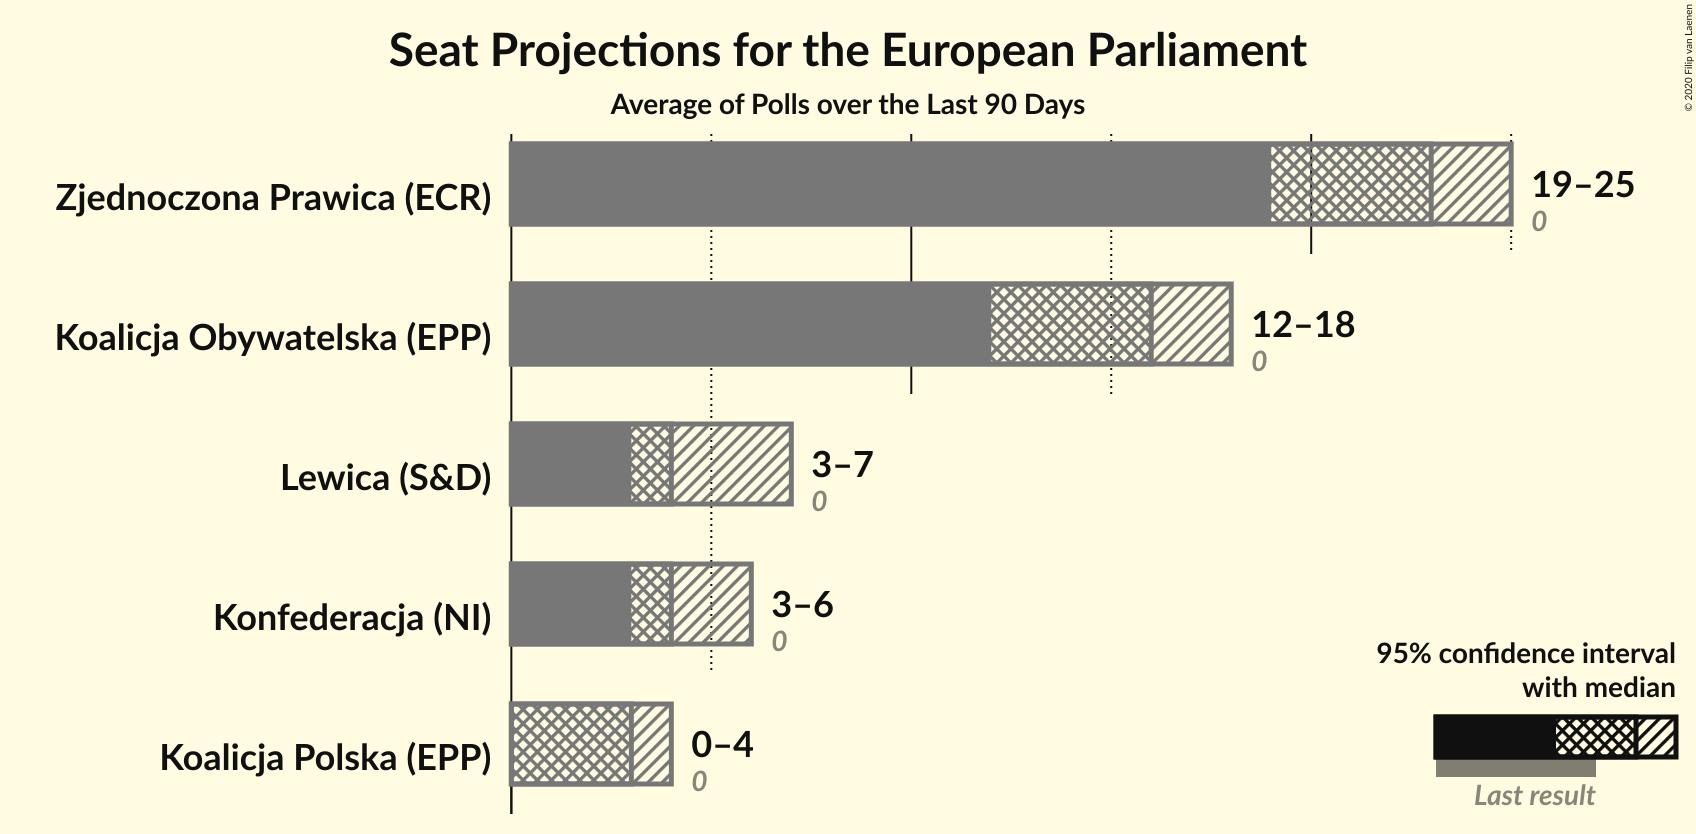 Seat Projections for the European Parliament
Average of Polls over the Last 90 Days
© 2020 Filip van Laenen
Zjednoczona Prawica (ECR)
19–25
0
Koalicja Obywatelska (EPP)
12–18
0
Lewica (S&D)
3–7
0
Konfederacja (NI)
3–6
0
Koalicja Polska (EPP)
0–4
0
95% confidence interval
with median
Last result